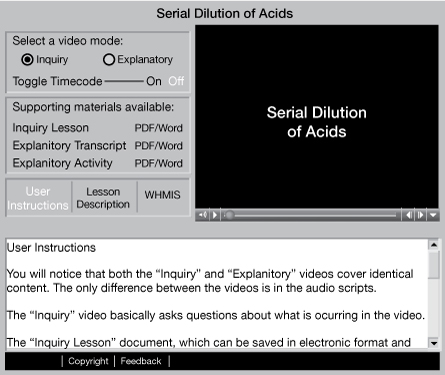 Serial Dilution of Acids
Select a video mode:
Inquiry Explanatory
Toggle Timecode On Off
Supporting materials available:
Inquiry Lesson PDF/Word
Explanitory Transcript PDF/Word
Explanitory Activity PDF/Word
User
Instructions
Lesson
Description
WHMIS
Serial Dilution
of Acids
User Instructions
You will notice that both the “Inquiry” and “Explanitory” videos cover identical
content. The only difference between the videos is in the audio scripts.
The “Inquiry” video basically asks questions about what is ocurring in the video.
The “Inquiry Lesson” document, which can be saved in electronic format and
| Copyright | Feedback |